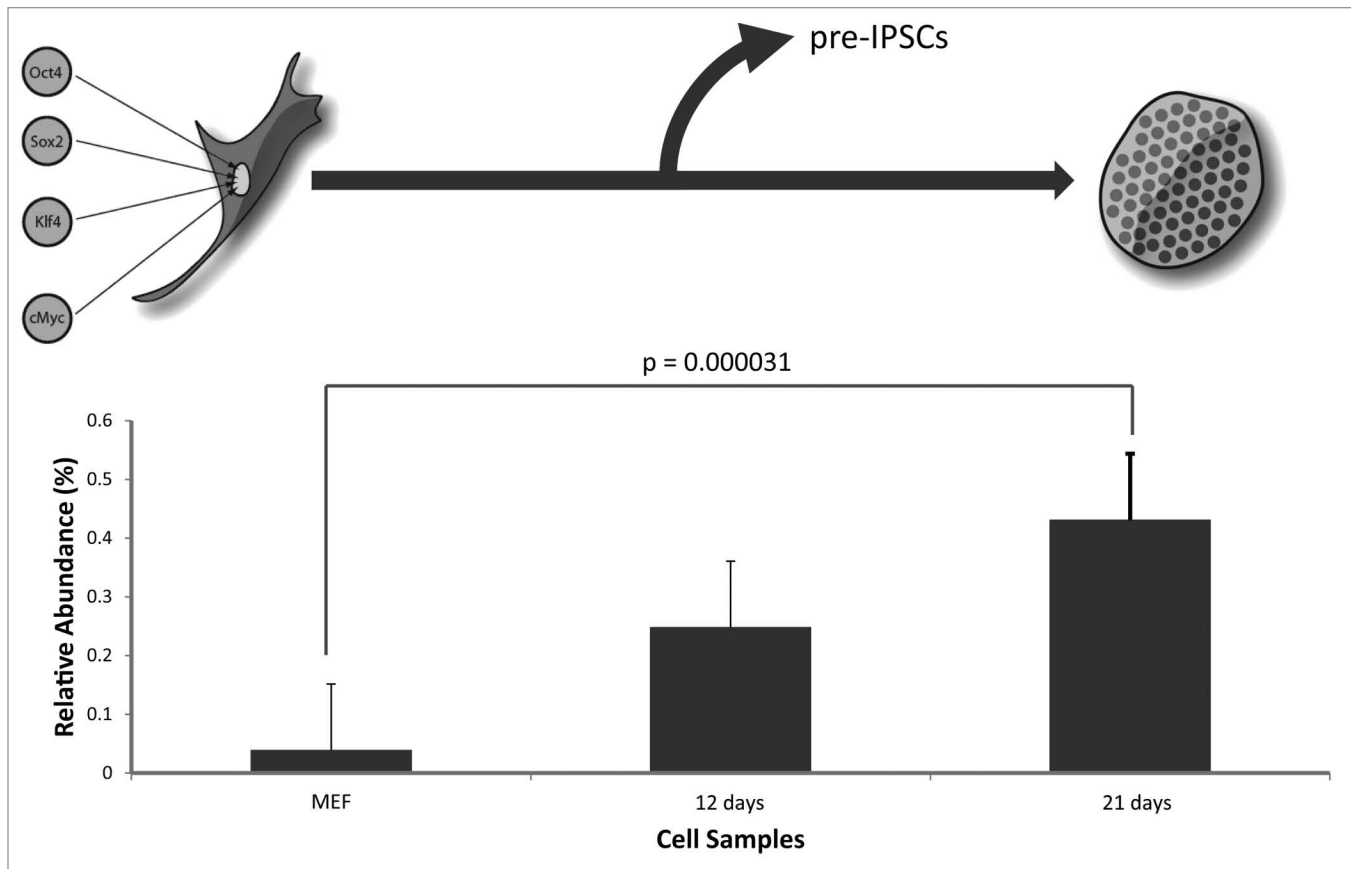 pre-IPSCs
Oct4
Sox2
Klf4
cMyc
p = 0.000031
Relative Abundance (%)
0.6
0.5
0.4
0.3
0.2
0.1
0
MEF
12 days
21 days
Cell Samples